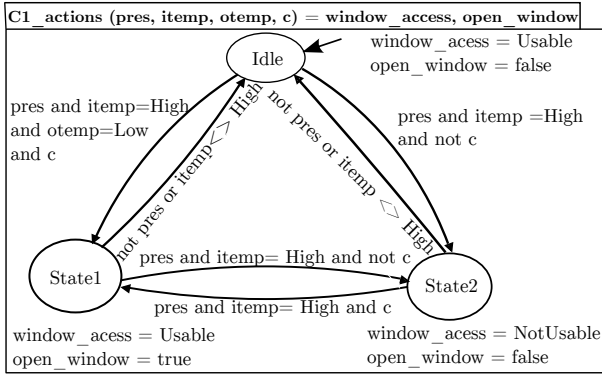 C1_actions (pres, itemp, otemp, c) = window_access, open_window
window_acess = Usable
open_window = false
Idle
pres and itemp=High
and otemp=Low
and c
not pres or itemp<> High
not pres or itemp <> High
pres and itemp =High
and not c
pres and itemp= High and not c
State1
State2
pres and itemp= High and c
window_acess = Usable
open_window = true
window_acess = NotUsable
open_window = false